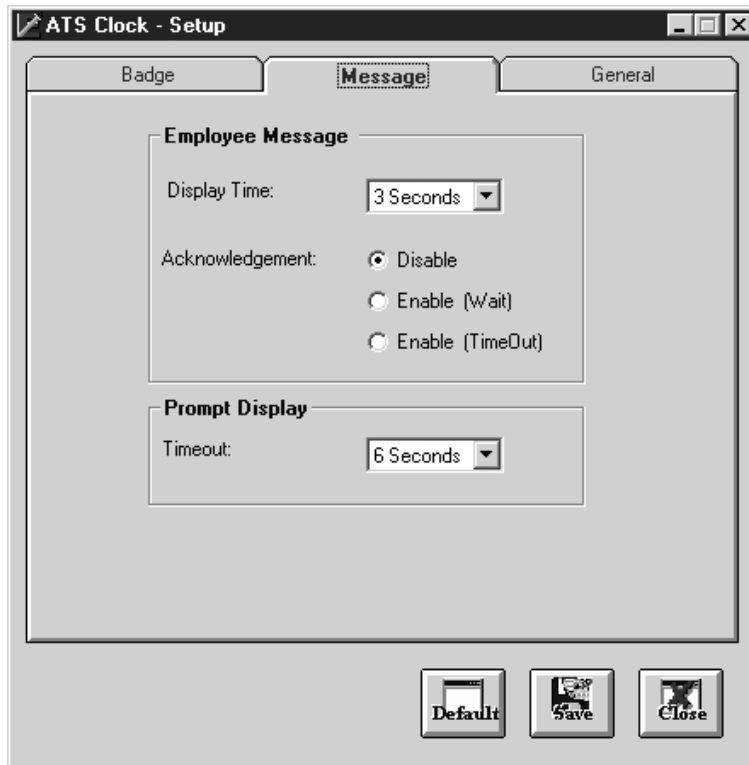 ATS Clock - Setup
Badge
Message
General
Employee Message
Display Time:
3 Seconds
Acknowledgement:
Disable
Enable (Wait)
Enable (TimeOut)
Prompt Display
Timeout:
6 Seconds
Default
Save
Close